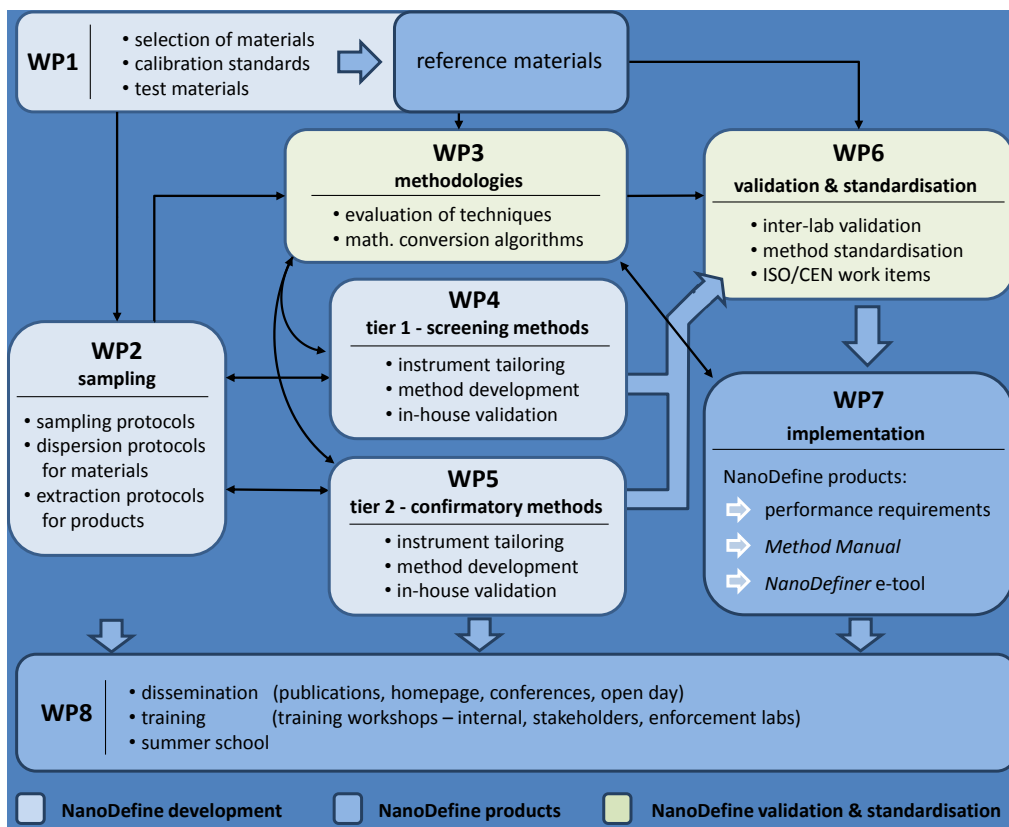 WP1
• selection of materials
• calibration standards
• test materials
reference materials
WP3
methodologies
• evaluation of techniques
• math. conversion algorithms
WP6
validation & standardisation
• inter-lab validation
• method standardisation
• ISO/CEN work items
WP4
tier 1 - screening methods
• instrument tailoring
• method development
• in-house validation
WP2
sampling
• sampling protocols
• dispersion protocols
for materials
• extraction protocols
for products
WP5
tier 2 - confirmatory methods
• instrument tailoring
• method development
• in-house validation
WP7
implementation
NanoDefine products:
performance requirements
Method Manual
NanoDefiner e-tool
WP8
• dissemination (publications, homepage, conferences, open day)
• training (training workshops – internal, stakeholders, enforcement labs)
• summer school
NanoDefine development
NanoDefine products
NanoDefine validation & standardisation